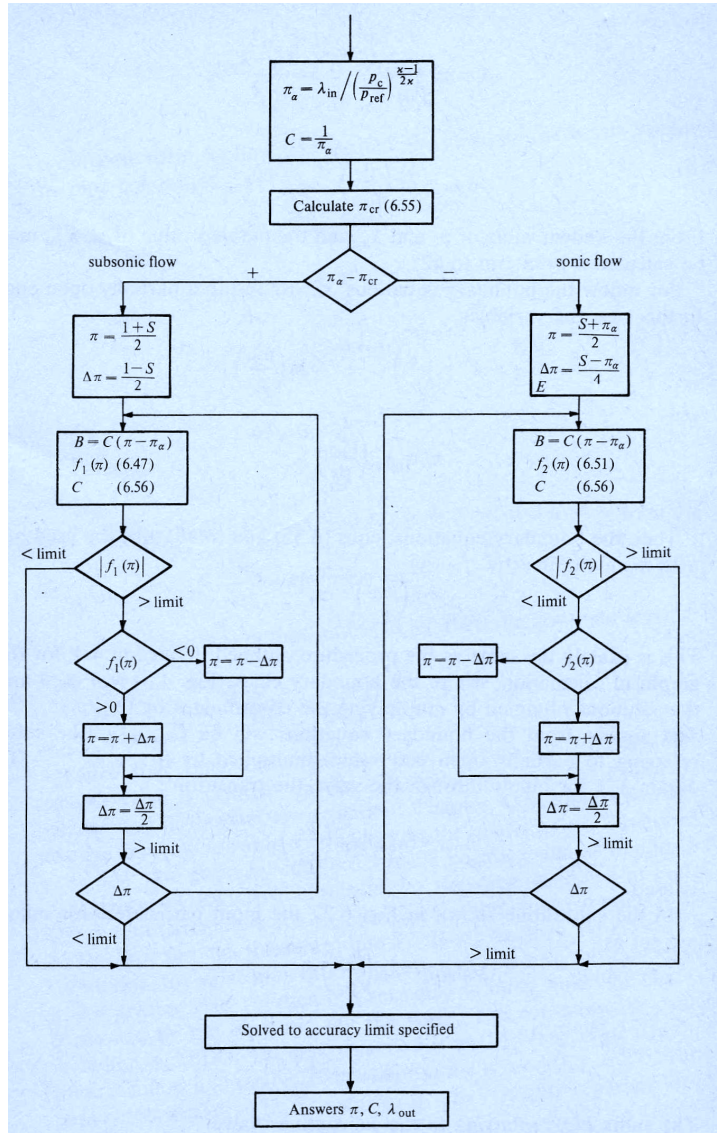 π_α = λ_in / (p_c / p_ref)^((ϰ−1)/2ϰ)
C = 1/π_α
Calculate π_cr (6.55)
subsonic flow
+
π_α − π_cr
sonic flow
π = (1+S)/2
Δπ = (1−S)/2
π = (S+π_α)/2
Δπ = (S−π_α)/4
E
B = C(π−π_α)
f_1(π) (6.47)
C (6.56)
B = C(π−π_α)
f_2(π) (6.51)
C (6.56)
< limit
|f_1(π)|
> limit
|f_2(π)|
> limit
< limit
f_1(π)
<0
π=π−Δπ
>0
π=π+Δπ
Δπ = Δπ/2
> limit
Δπ
< limit
π=π−Δπ
f_2(π)
π=π+Δπ
Δπ = Δπ/2
> limit
Δπ
> limit
Solved to accuracy limit specified
Answers π, C, λ_out